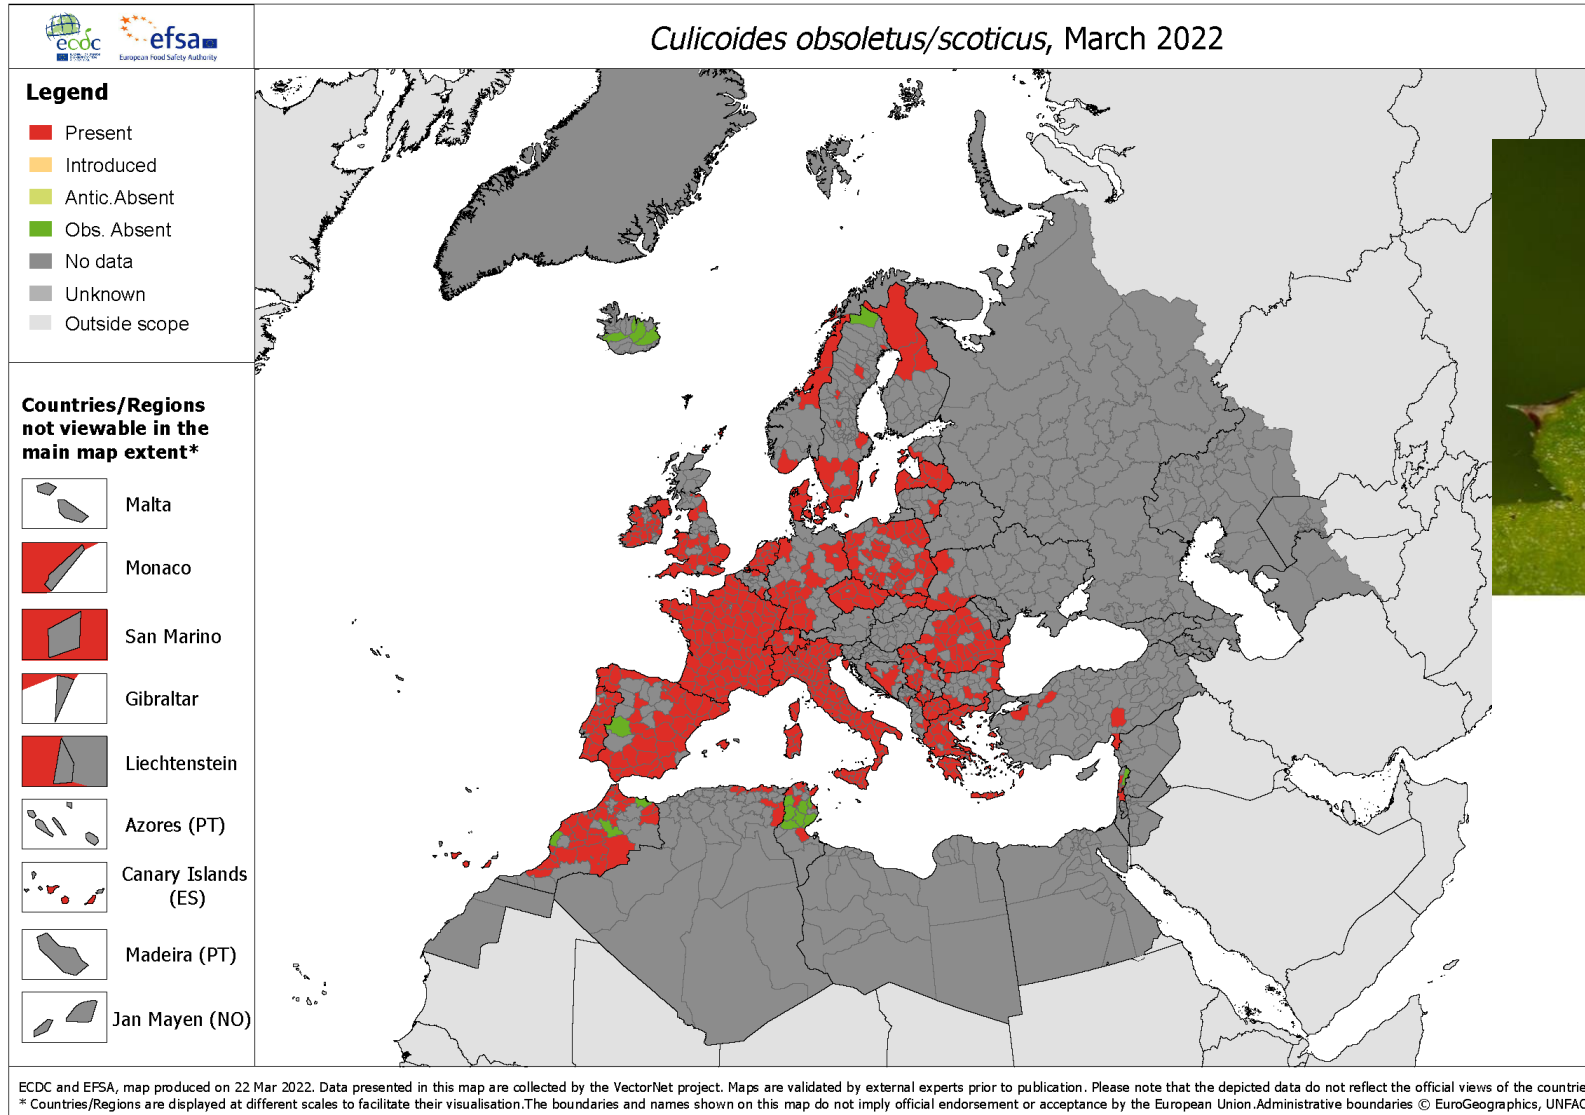 ecdc
efsa
European Food Safety Authority
Culicoides obsoletus/scoticus, March 2022
Legend
Present
Introduced
Antic.Absent
Obs. Absent
No data
Unknown
Outside scope
Countries/Regions
not viewable in the
main map extent*
Malta
Monaco
San Marino
Gibraltar
Liechtenstein
Azores (PT)
Canary Islands
(ES)
Madeira (PT)
Jan Mayen (NO)
ECDC and EFSA, map produced on 22 Mar 2022. Data presented in this map are collected by the VectorNet project. Maps are validated by external experts prior to publication. Please note that the depicted data do not reflect the official views of the countrie
* Countries/Regions are displayed at different scales to facilitate their visualisation.The boundaries and names shown on this map do not imply official endorsement or acceptance by the European Union.Administrative boundaries © EuroGeographics, UNFAO